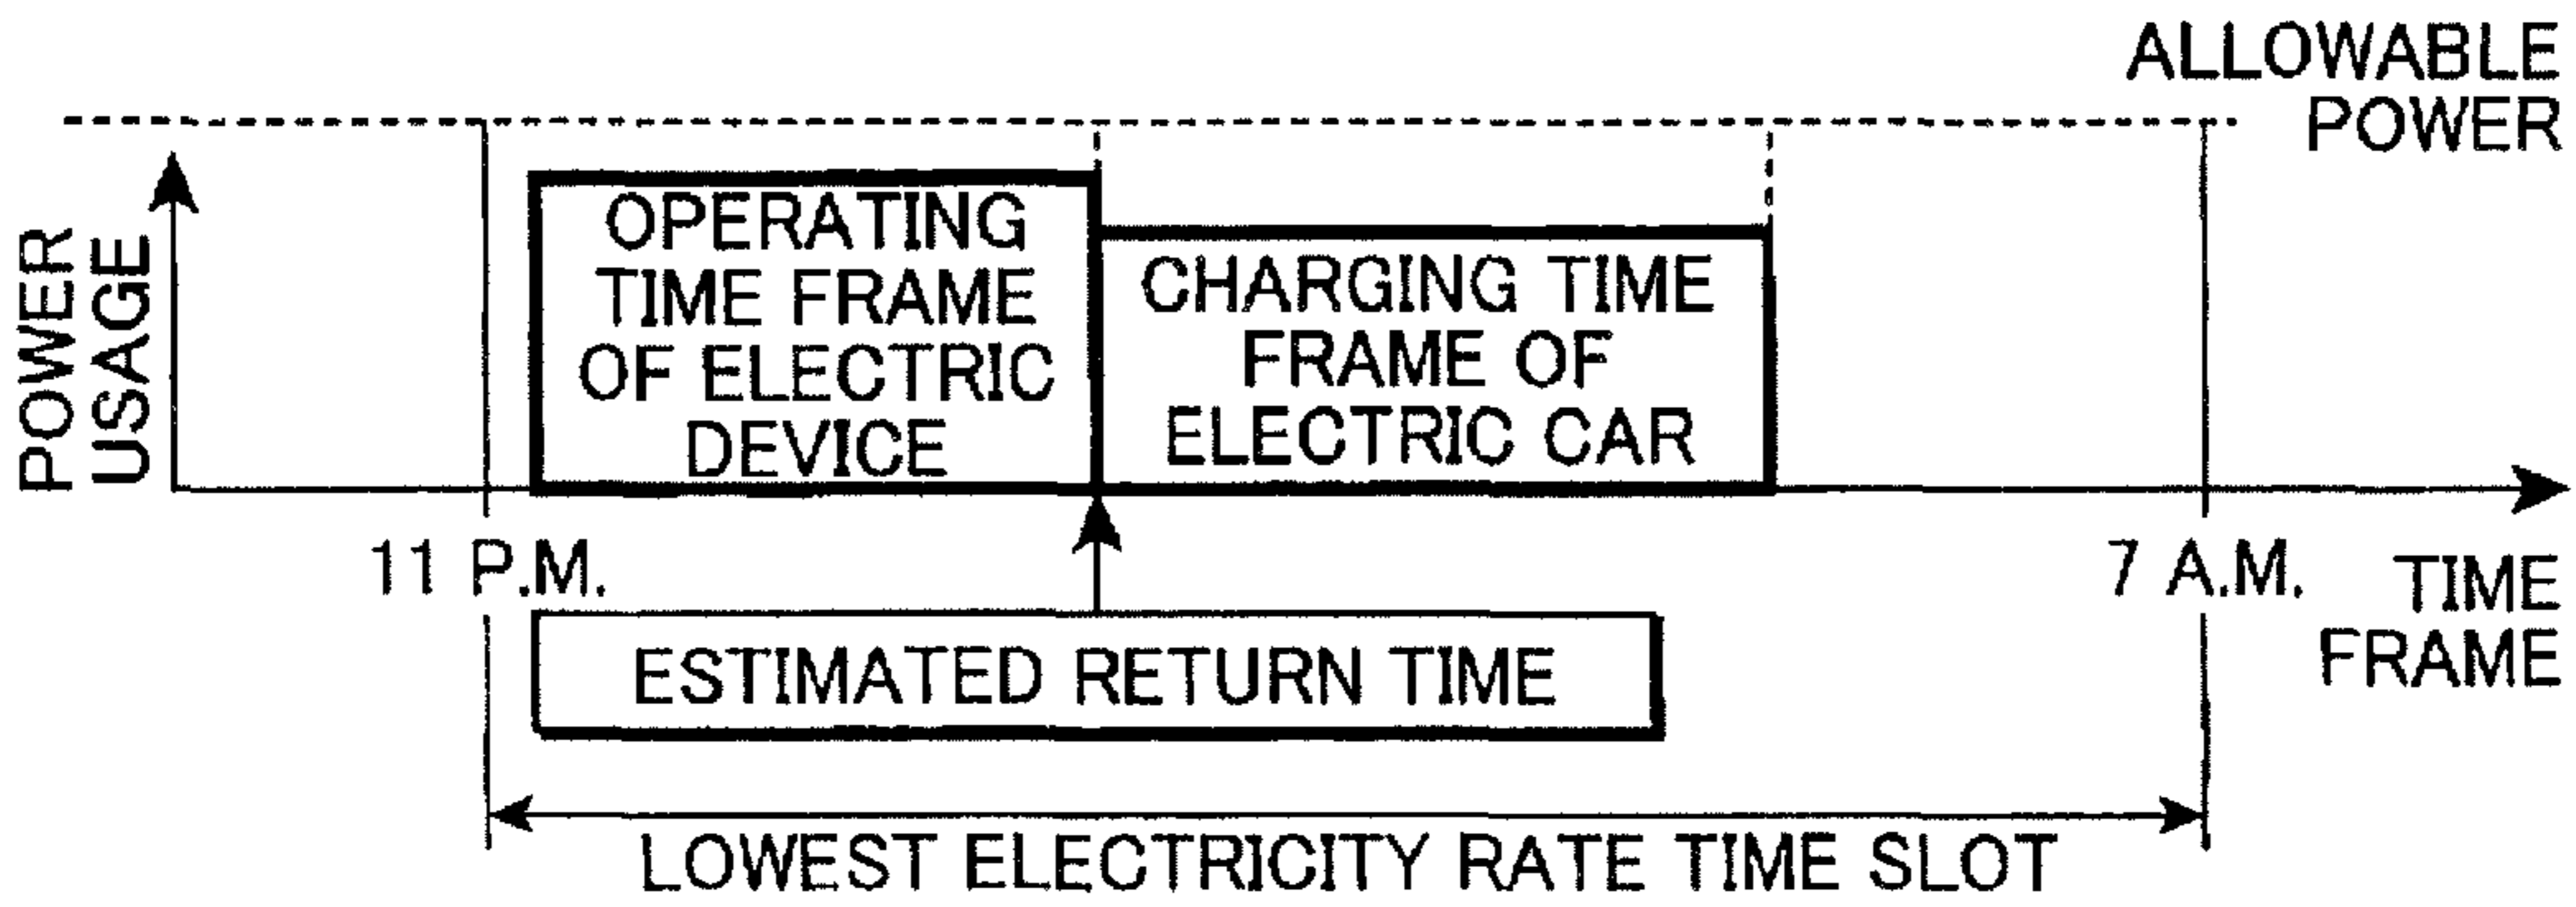 ALLOWABLE
POWER
POWER
USAGE
OPERATING
TIME FRAME
OF ELECTRIC
DEVICE
CHARGING TIME
FRAME OF
ELECTRIC CAR
11 P.M.
7 A.M.
TIME
FRAME
ESTIMATED RETURN TIME
LOWEST ELECTRICITY RATE TIME SLOT